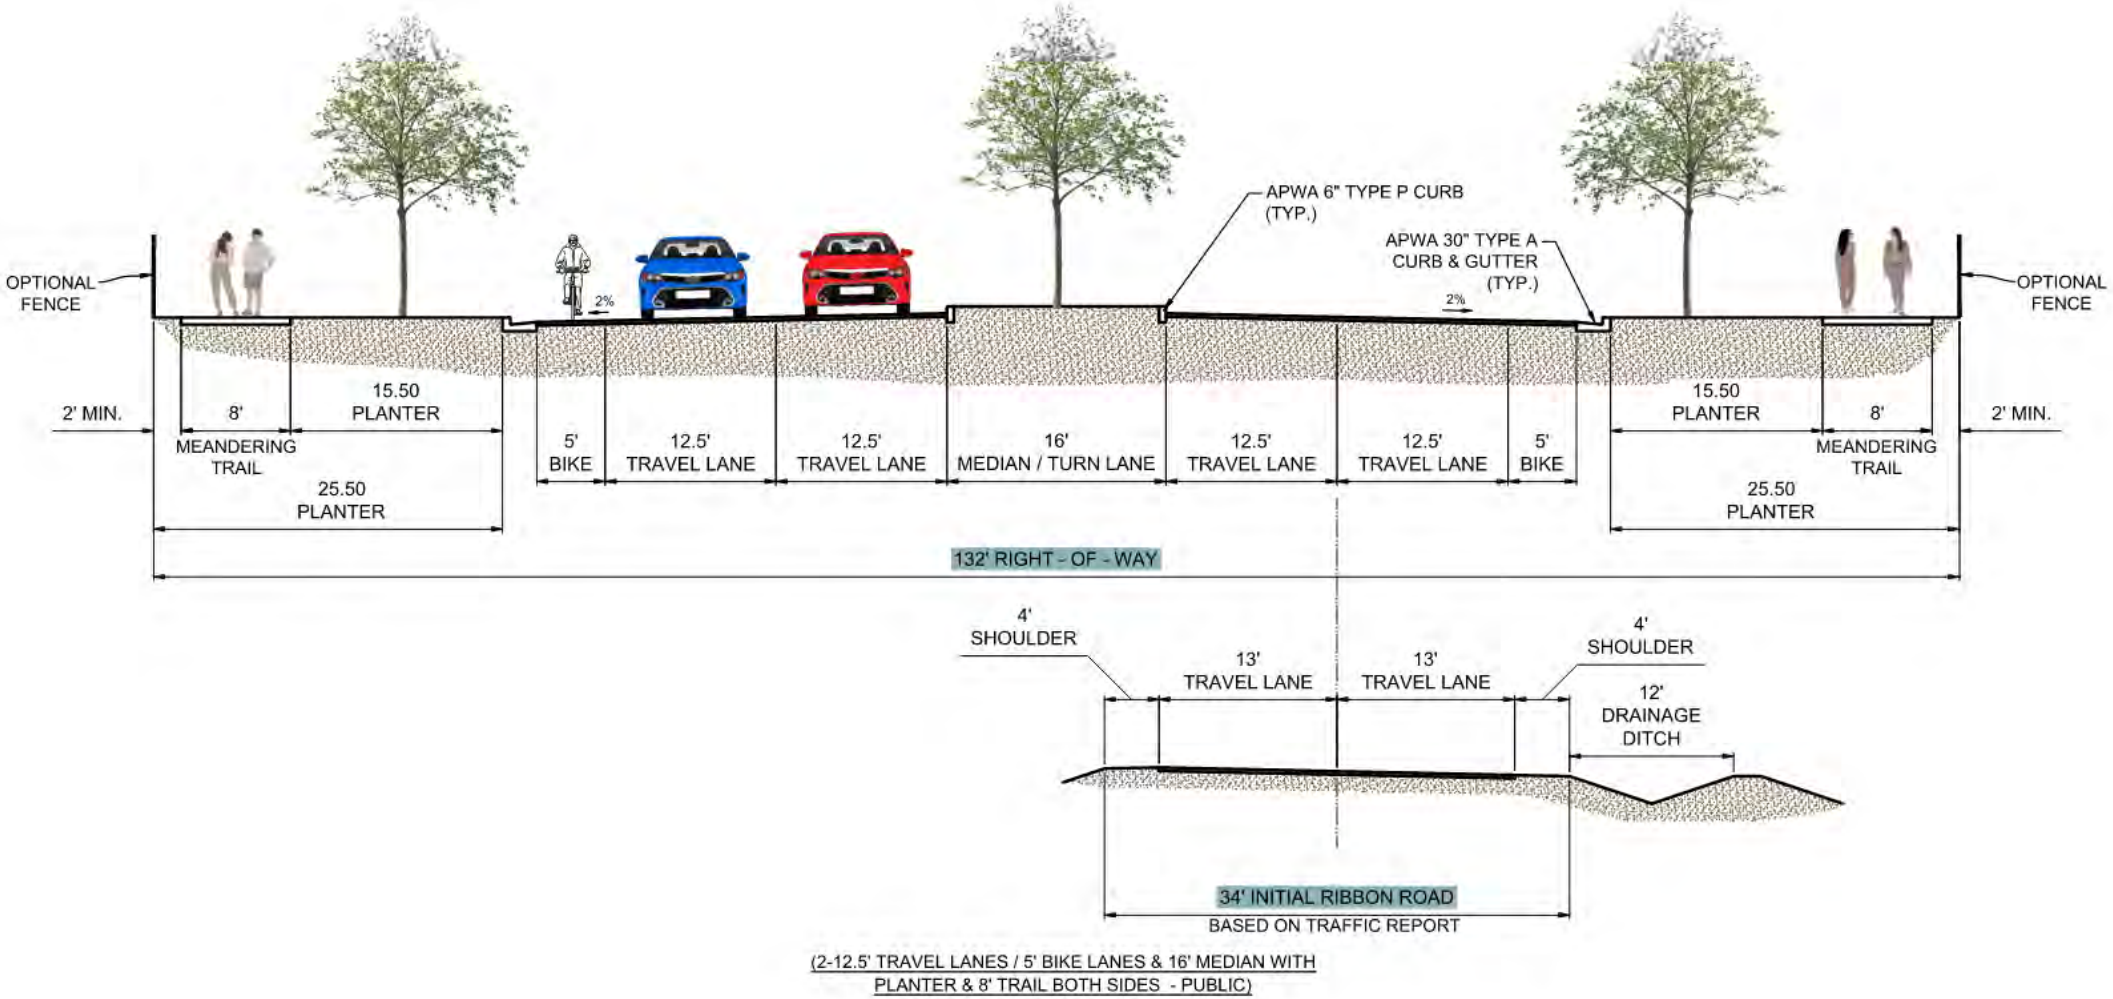 APWA 6" TYPE P CURB
(TYP.)
APWA 30" TYPE A
CURB & GUTTER
(TYP.)
OPTIONAL
FENCE
2%
2%
OPTIONAL
FENCE
2' MIN.
8'
MEANDERING
TRAIL
15.50
PLANTER
5'
BIKE
12.5'
TRAVEL LANE
12.5'
TRAVEL LANE
16'
MEDIAN / TURN LANE
12.5'
TRAVEL LANE
12.5'
TRAVEL LANE
5'
BIKE
15.50
PLANTER
8'
MEANDERING
TRAIL
2' MIN.
25.50
PLANTER
25.50
PLANTER
132' RIGHT - OF - WAY
4'
SHOULDER
13'
TRAVEL LANE
13'
TRAVEL LANE
4'
SHOULDER
12'
DRAINAGE
DITCH
34' INITIAL RIBBON ROAD
BASED ON TRAFFIC REPORT
(2-12.5' TRAVEL LANES / 5' BIKE LANES & 16' MEDIAN WITH
PLANTER & 8' TRAIL BOTH SIDES - PUBLIC)